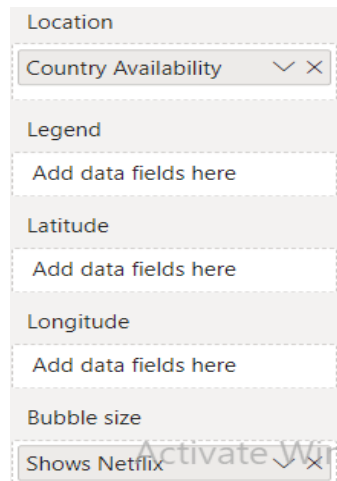 Location
Country Availability
Legend
Add data fields here
Latitude
Add data fields here
Longitude
Add data fields here
Bubble size
Activate Win
Shows Netflix